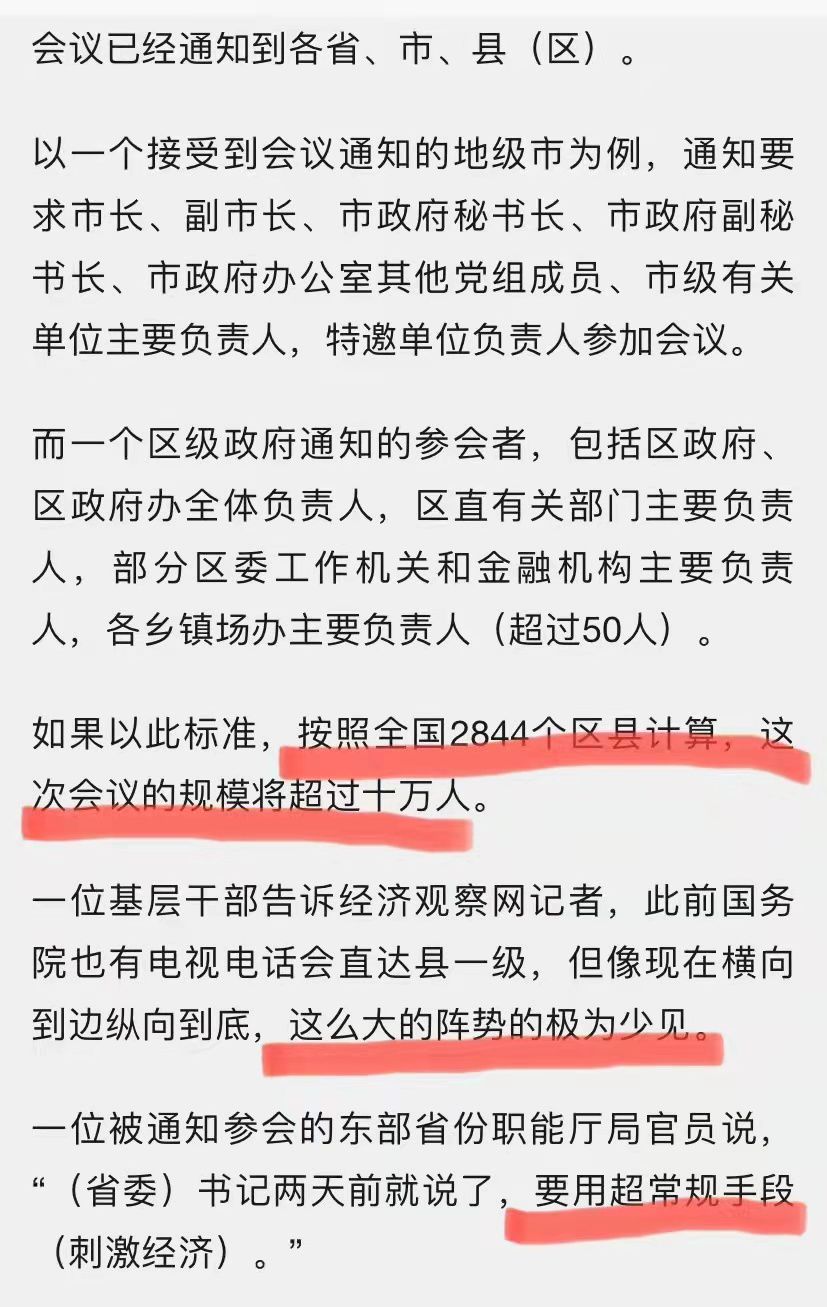 会议已经通知到各省、市、县（区）。
以一个接受到会议通知的地级市为例，通知要
求市长、副市长、市政府秘书长、市政府副秘
书长、市政府办公室其他党组成员、市级有关
单位主要负责人，特邀单位负责人参加会议。
而一个区级政府通知的参会者，包括区政府、
区政府办全体负责人，区直有关部门主要负责
人，部分区委工作机关和金融机构主要负责
人，各乡镇场办主要负责人（超过50人）。
如果以此标准，按照全国2844个区县计算，这
次会议的规模将超过十万人。
一位基层干部告诉经济观察网记者，此前国务
院也有电视电话会直达县一级，但像现在横向
到边纵向到底，这么大的阵势的极为少见。
一位被通知参会的东部省份职能厅局官员说，
“（省委）书记两天前就说了，要用超常规手段
（刺激经济）。”